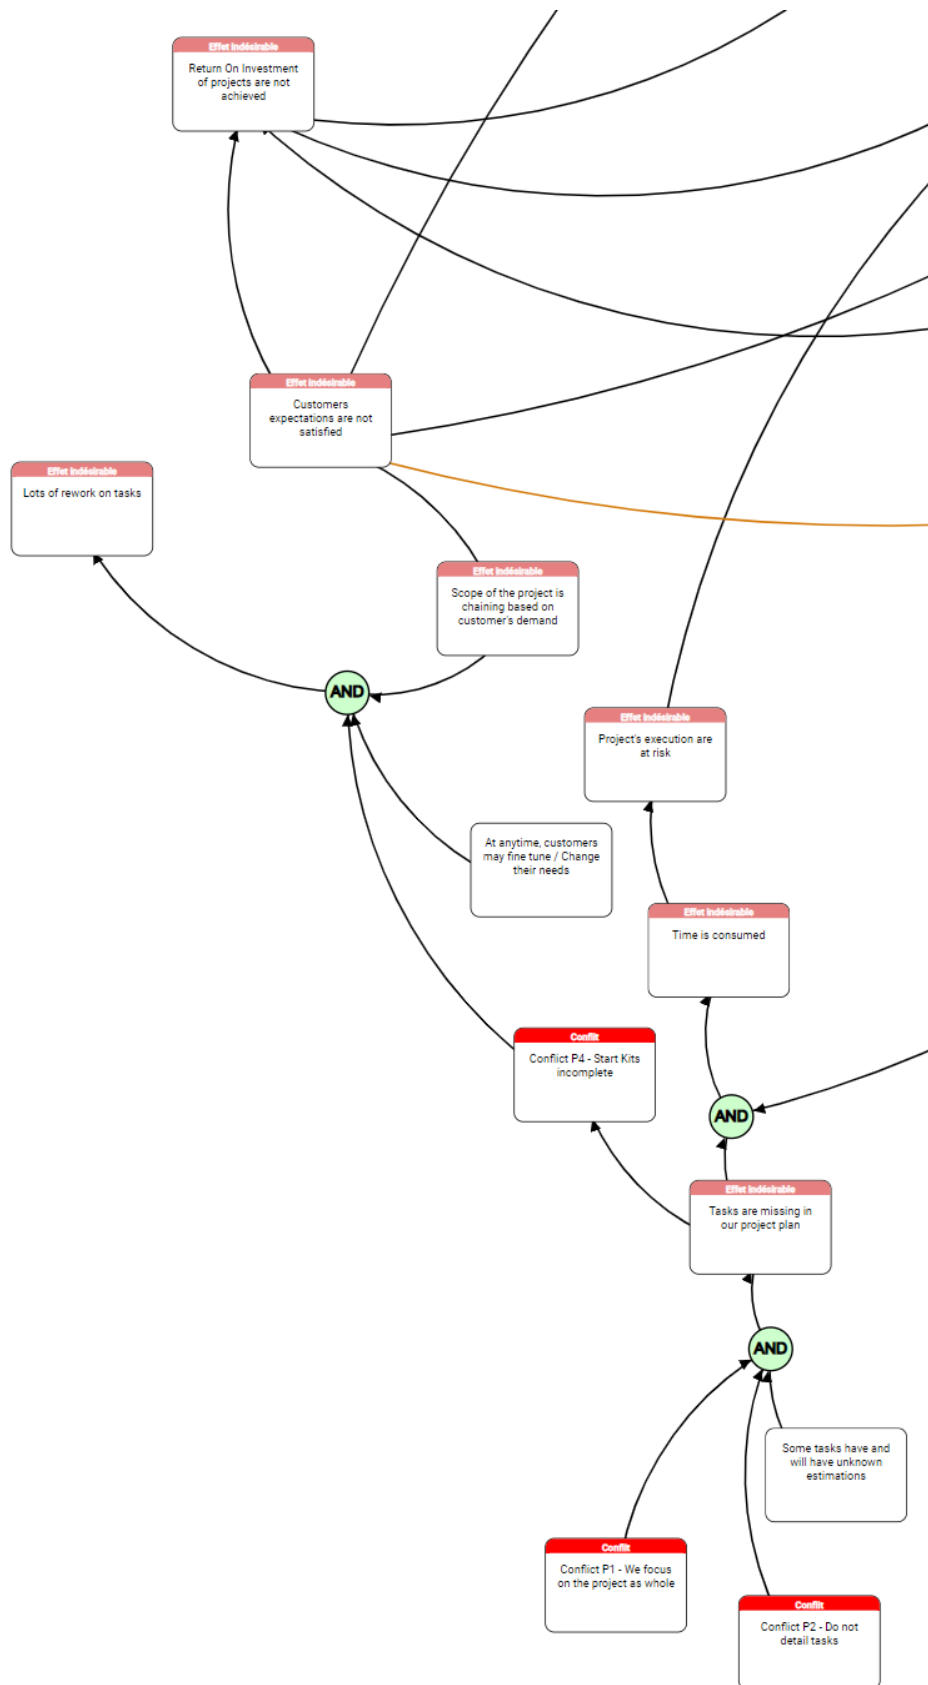 Effet Indésirable
Return On Investment
of projects are not
achieved
Effet Indésirable
Customers
expectations are not
satisfied
Effet Indésirable
Lots of rework on tasks
Effet Indésirable
Scope of the project is
chaining based on
customer's demand
AND
Effet Indésirable
Project's execution are
at risk
At anytime, customers
may fine tune / Change
their needs
Effet Indésirable
Time is consumed
Conflit
Conflict P4 - Start Kits
incomplete
AND
Effet Indésirable
Tasks are missing in
our project plan
AND
Some tasks have and
will have unknown
estimations
Conflit
Conflict P1 - We focus
on the project as whole
Conflit
Conflict P2 - Do not
detail tasks